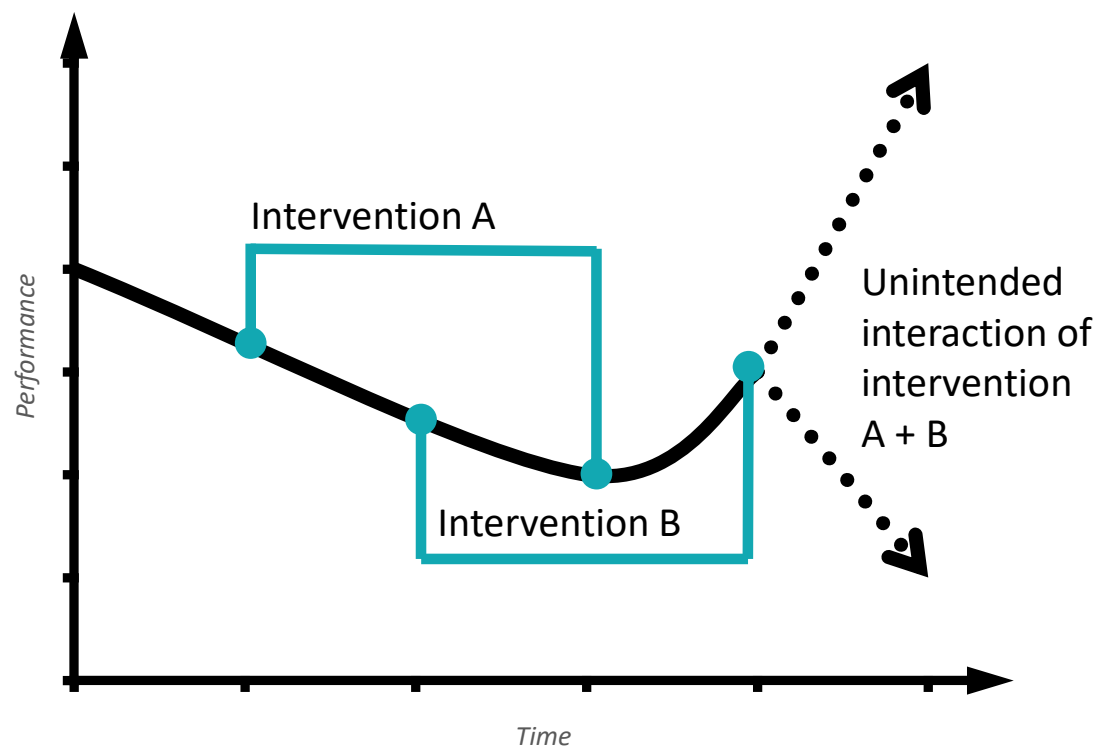 Intervention A
Performance
Unintended
interaction of
intervention
A + B
Intervention B
Time